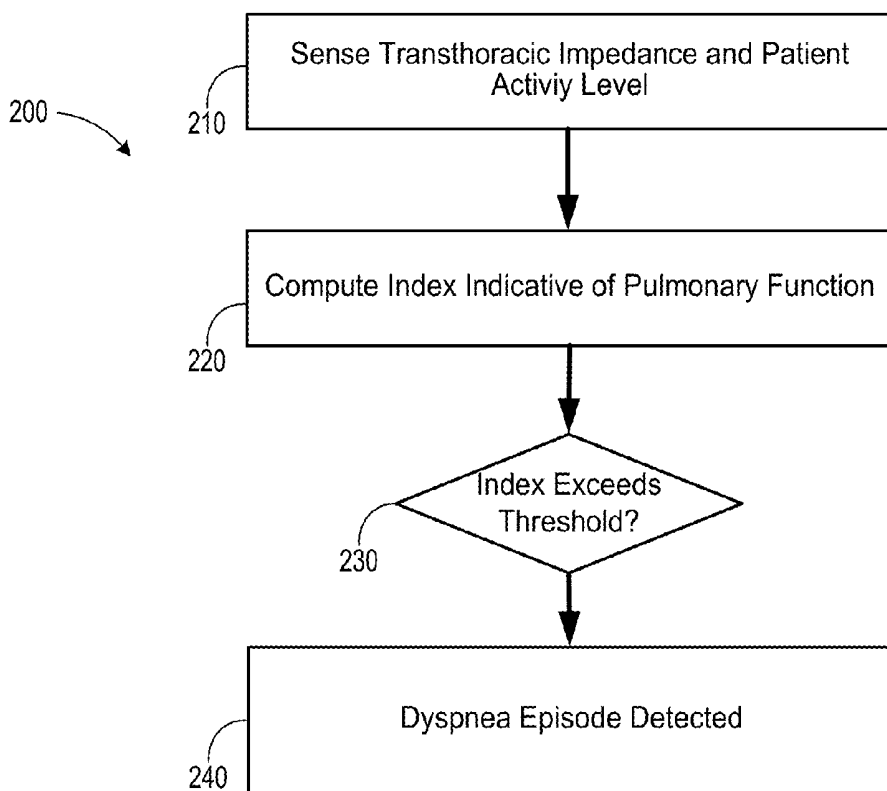 Sense Transthoracic Impedance and Patient
Activiy Level
200
210
Compute Index Indicative of Pulmonary Function
220
Index Exceeds
Threshold?
230
Dyspnea Episode Detected
240